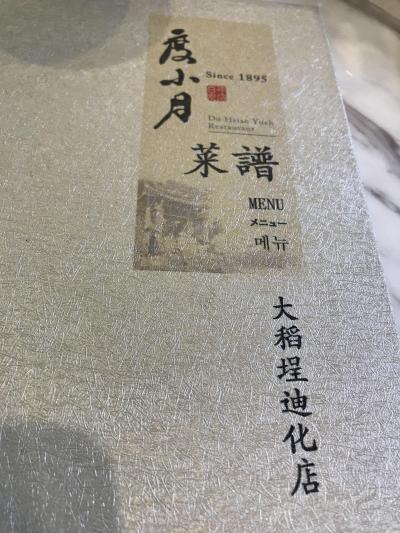 度小月
Since 1895
Du Hsiao Yueh
Restaurant
菜譜
MENU
メニュー
메뉴
大稻埕迪化店